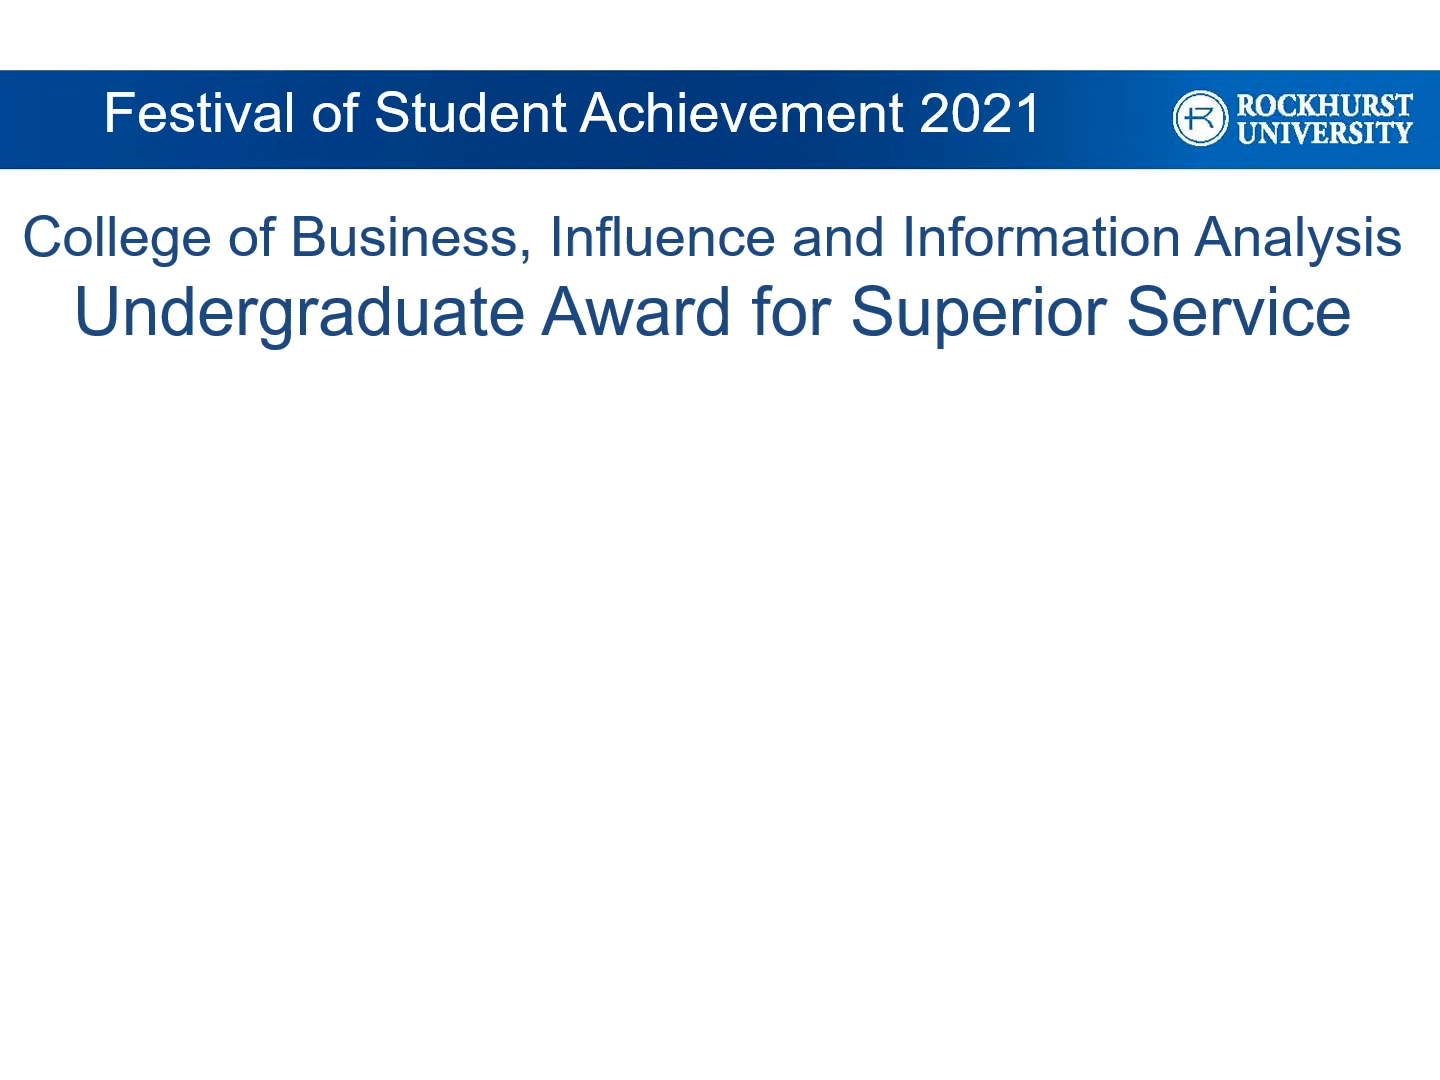 Festival of Student Achievement 2021
ROCKHURST
UNIVERSITY
College of Business, Influence and Information Analysis
Undergraduate Award for Superior Service